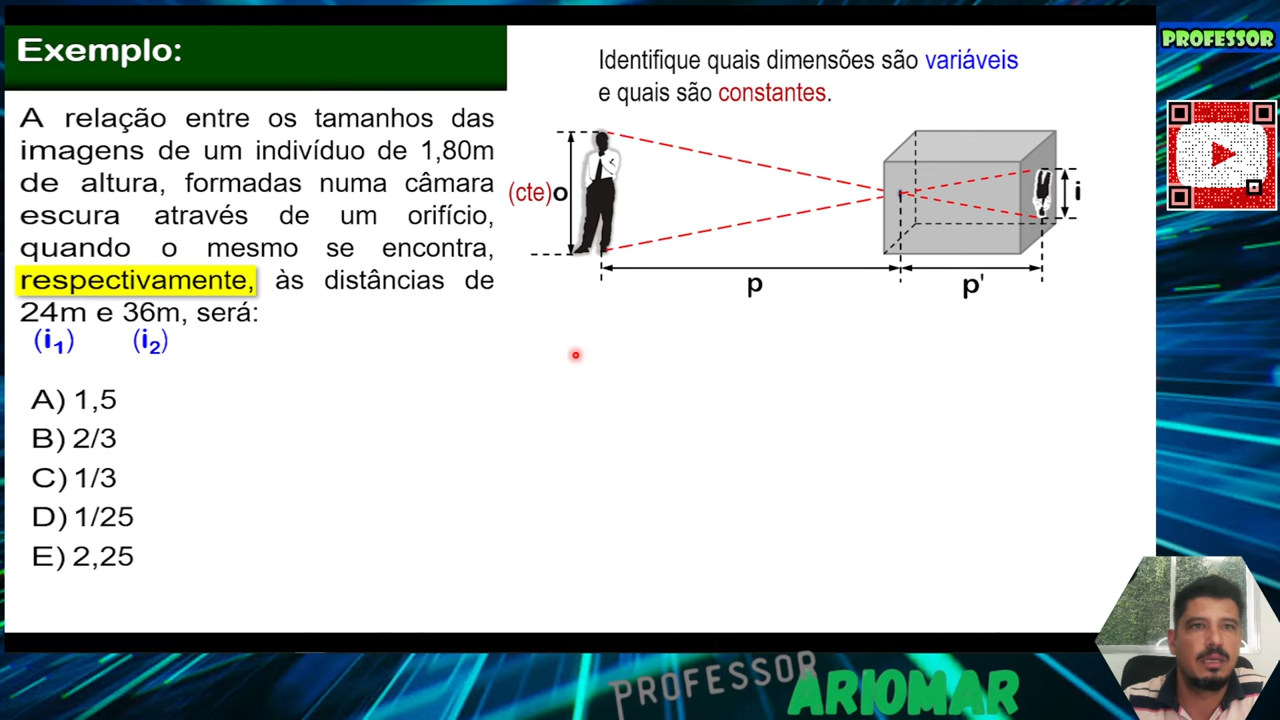 Exemplo:
A relação entre os tamanhos das
imagens de um indivíduo de 1,80m
de altura, formadas numa câmara
escura através de um orifício,
quando o mesmo se encontra,
respectivamente, às distâncias de
24m e 36m, será:
(i₁) (i₂)
A) 1,5
B) 2/3
C) 1/3
D) 1/25
E) 2,25
Identifique quais dimensões são variáveis
e quais são constantes.
(cte)o
i
p
p'
PROFESSOR
PROFESSOR
ARIOMAR